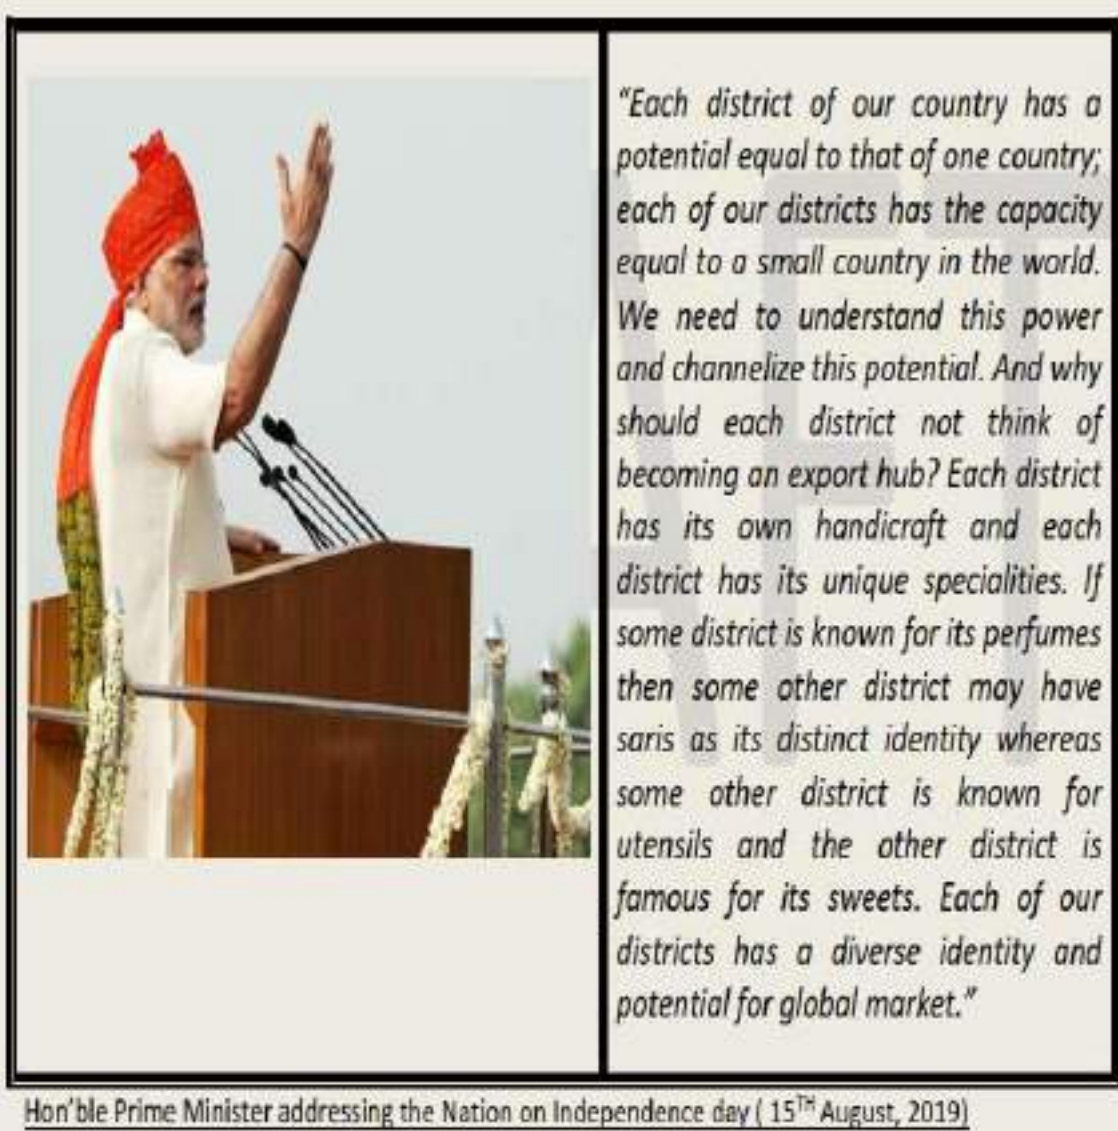 “Each district of our country has a
potential equal to that of one country;
each of our districts has the capacity
equal to a small country in the world.
We need to understand this power
and channelize this potential. And why
should each district not think of
becoming an export hub? Each district
has its own handicraft and each
district has its unique specialities. If
some district is known for its perfumes
then some other district may have
saris as its distinct identity whereas
some other district is known for
utensils and the other district is
famous for its sweets. Each of our
districts has a diverse identity and
potential for global market.”
Hon’ble Prime Minister addressing the Nation on Independence day ( 15TH August, 2019)